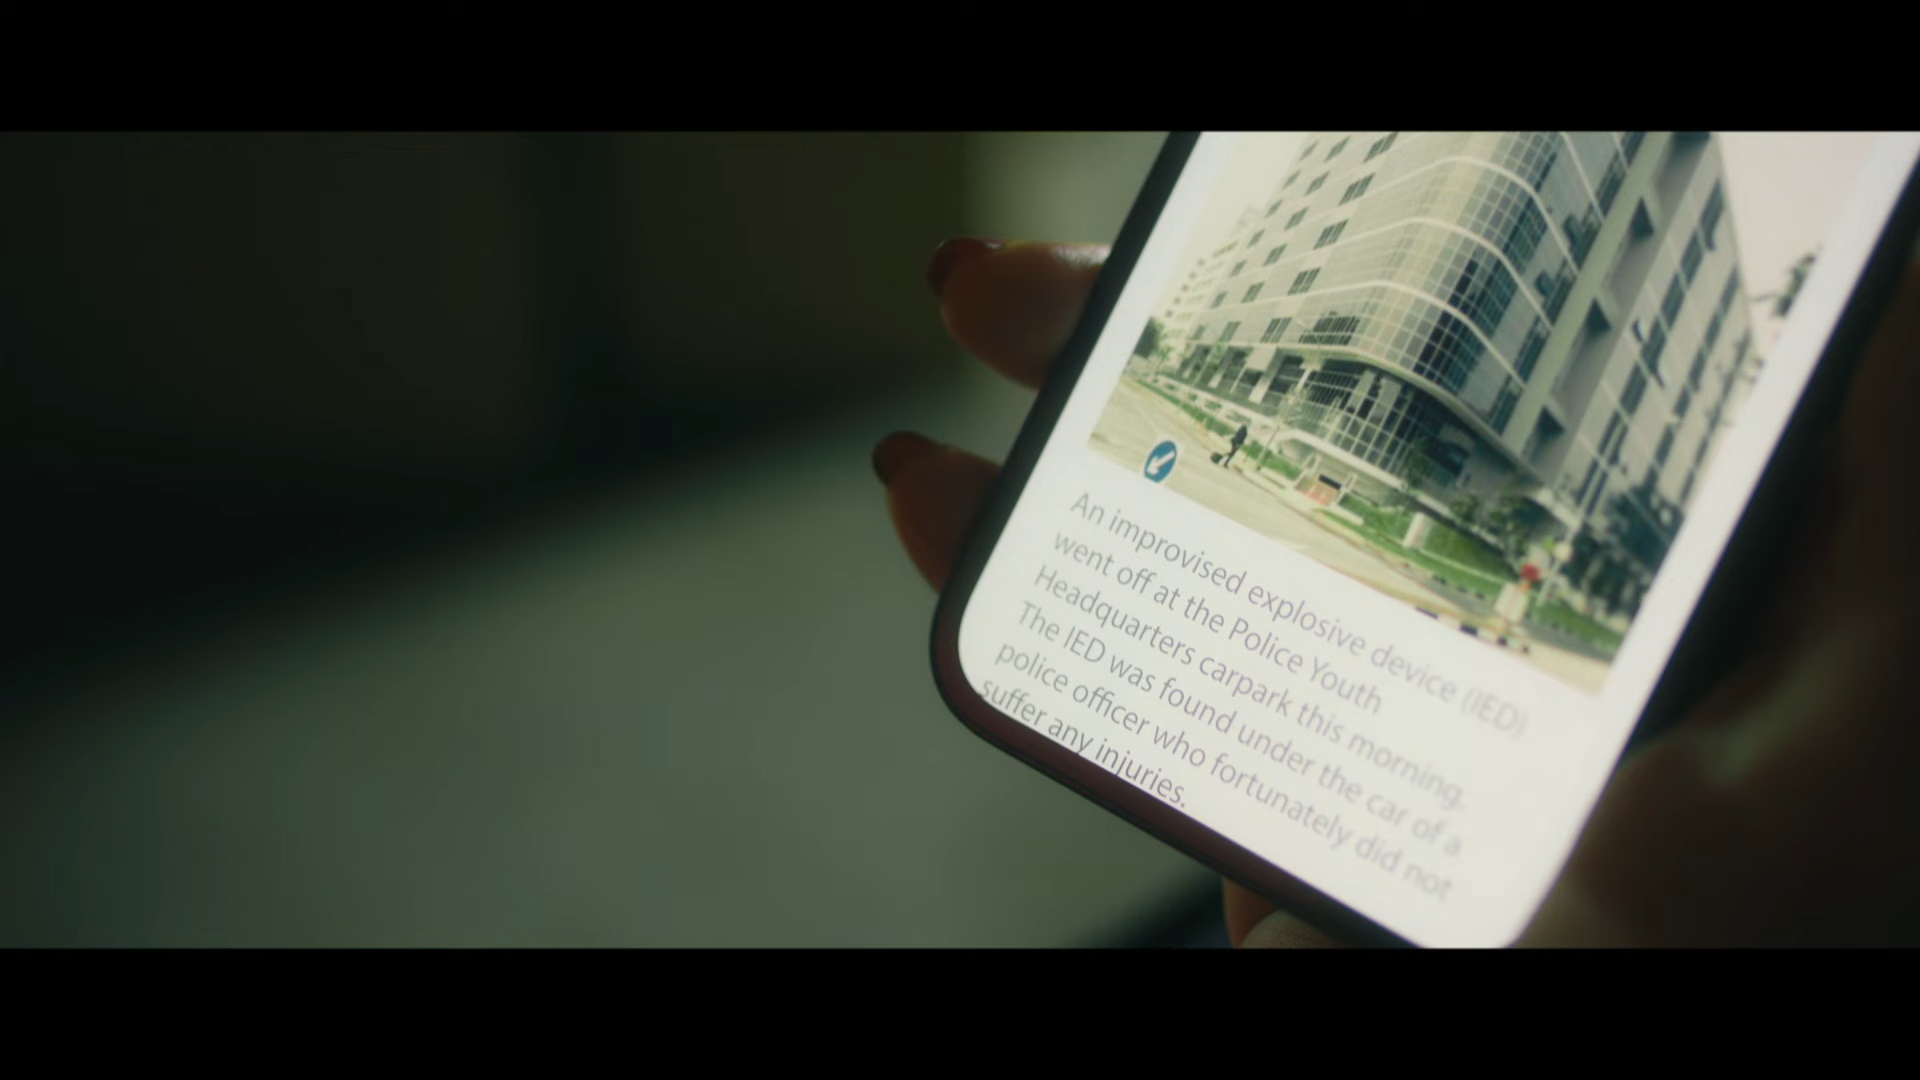 An improvised explosive device (IED)
went off at the Police Youth
Headquarters carpark this morning.
The IED was found under the car of a
police officer who fortunately did not
suffer any injuries.